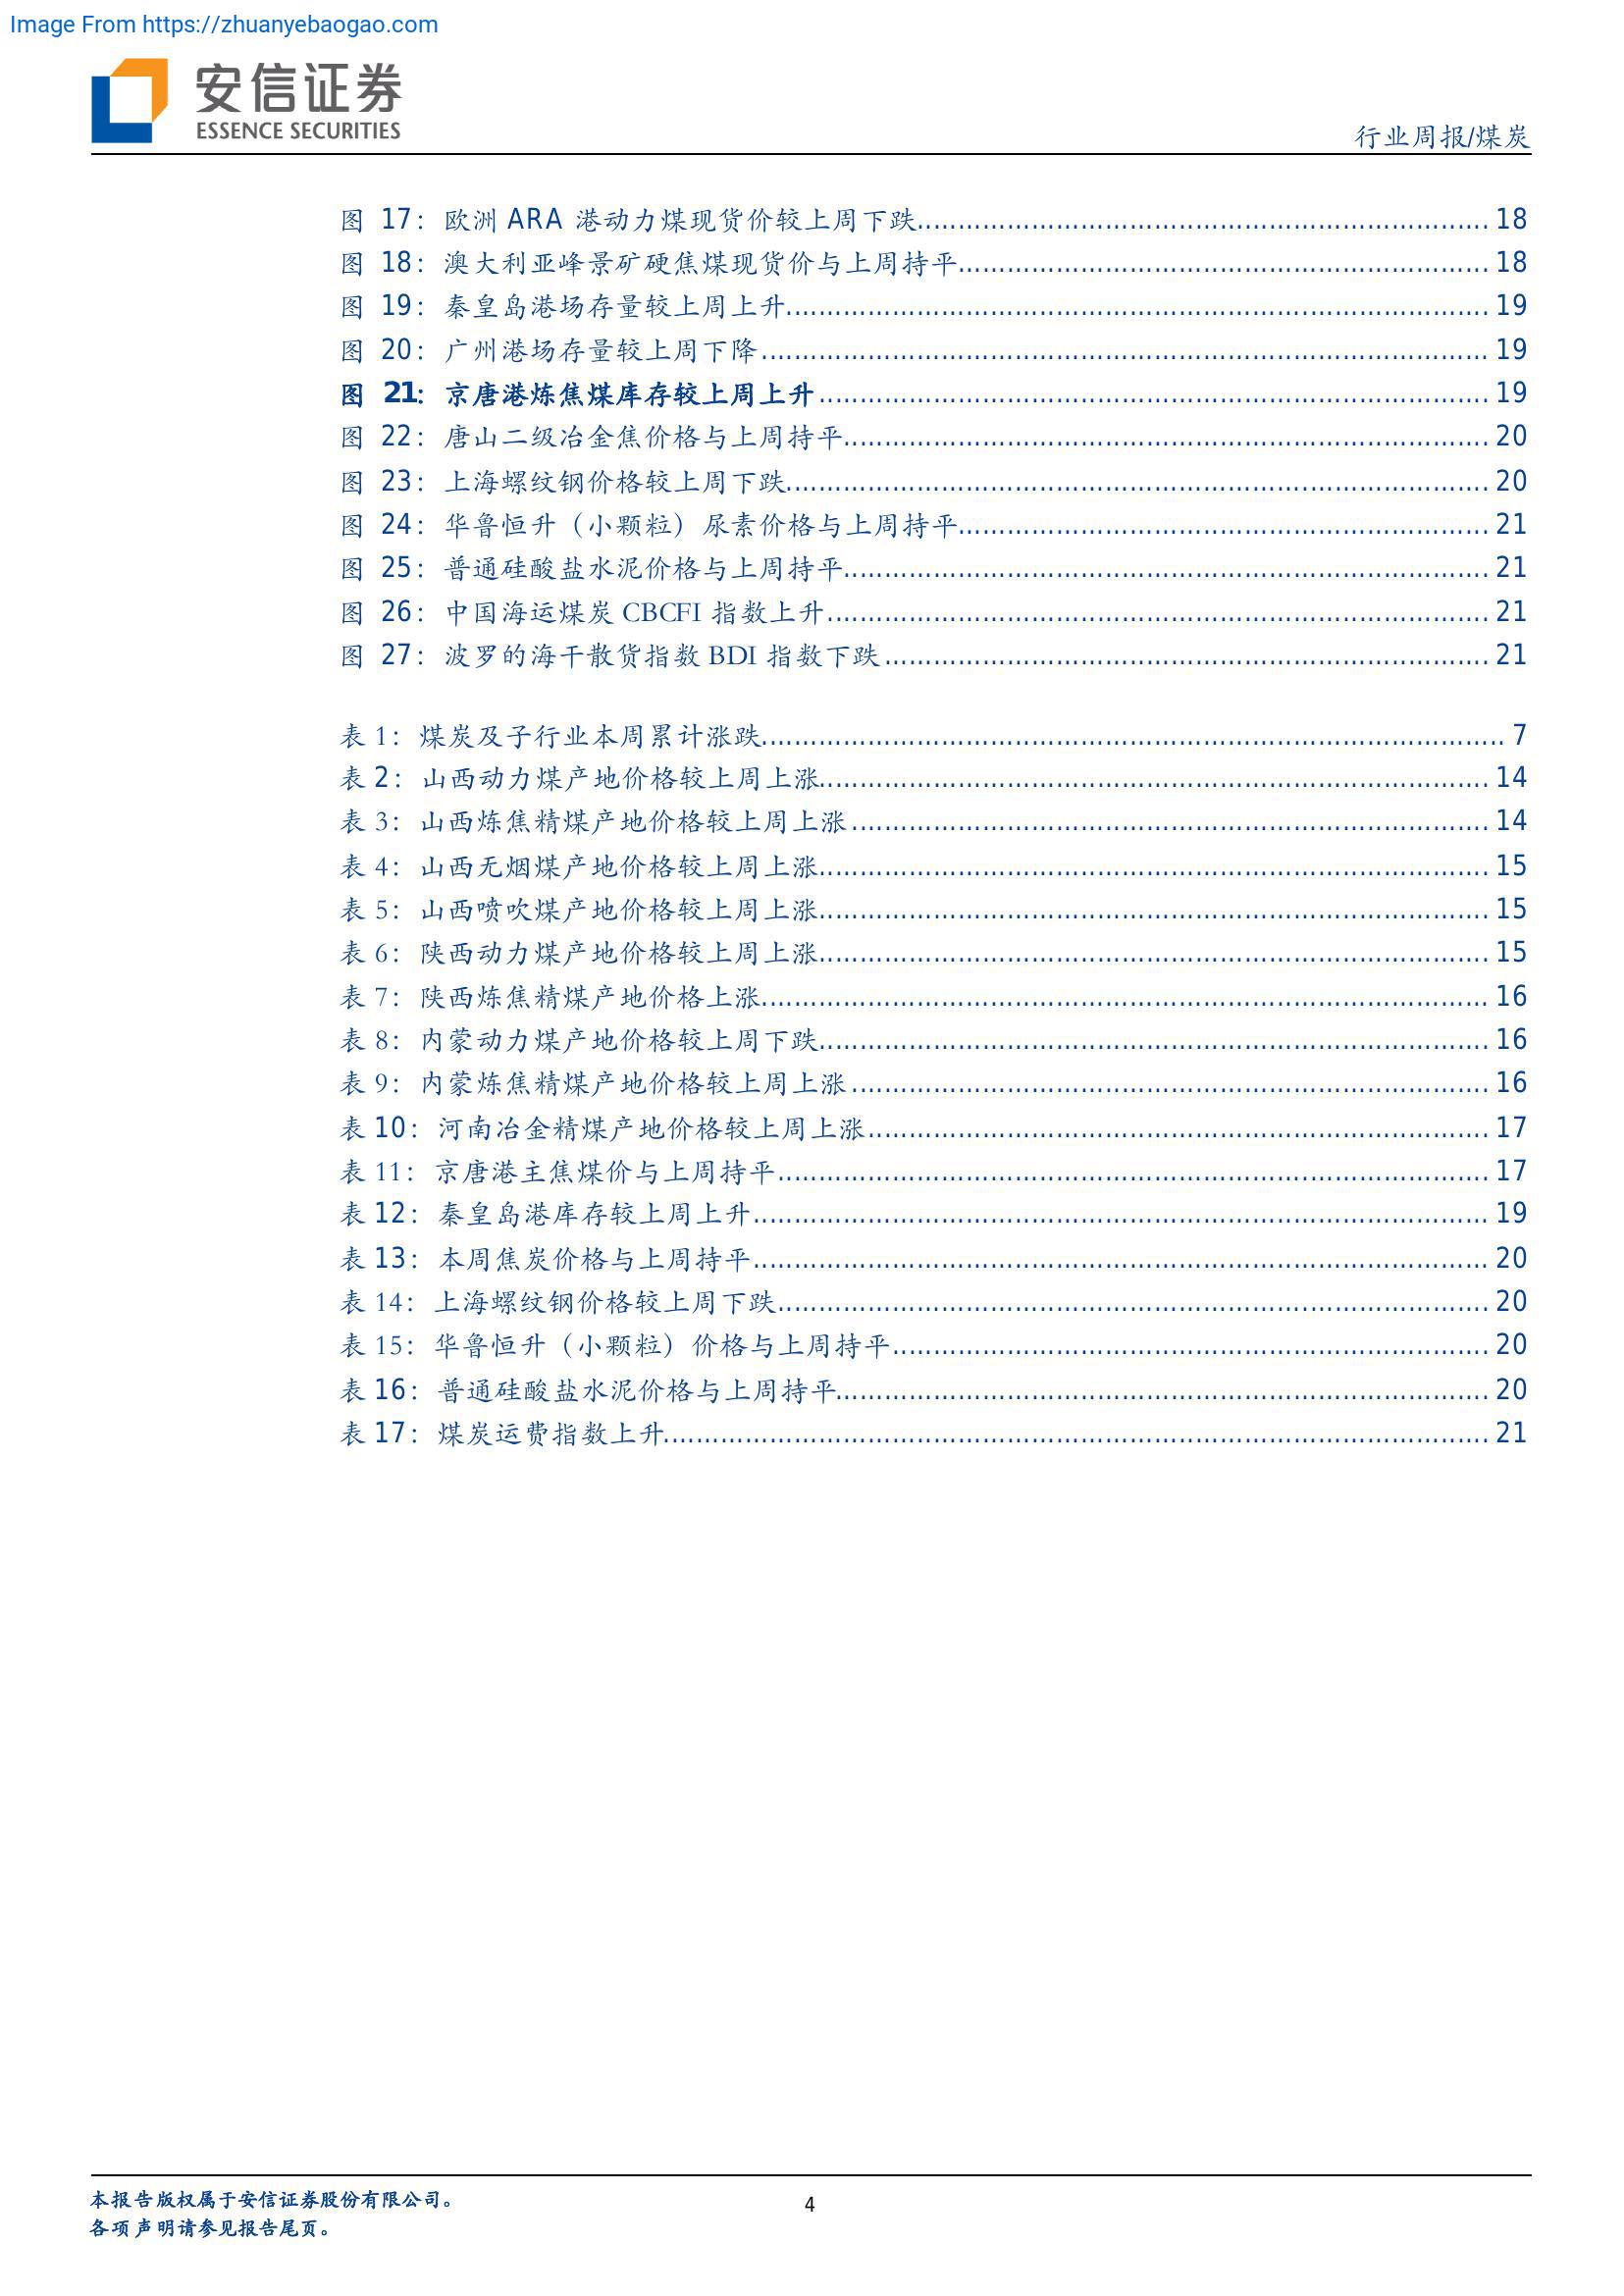 Image From https://zhuanyebaogao.com
安信证券
ESSENCE SECURITIES
行业周报/煤炭
图 17：欧洲 ARA 港动力煤现货价较上周下跌 18
图 18：澳大利亚峰景矿硬焦煤现货价与上周持平 18
图 19：秦皇岛港场存量较上周上升 19
图 20：广州港场存量较上周下降 19
图 21：京唐港炼焦煤库存较上周上升 19
图 22：唐山二级冶金焦价格与上周持平 20
图 23：上海螺纹钢价格较上周下跌 20
图 24：华鲁恒升（小颗粒）尿素价格与上周持平 21
图 25：普通硅酸盐水泥价格与上周持平 21
图 26：中国海运煤炭 CBCFI 指数上升 21
图 27：波罗的海干散货指数 BDI 指数下跌 21
表 1：煤炭及子行业本周累计涨跌 7
表 2：山西动力煤产地价格较上周上涨 14
表 3：山西炼焦精煤产地价格较上周上涨 14
表 4：山西无烟煤产地价格较上周上涨 15
表 5：山西喷吹煤产地价格较上周上涨 15
表 6：陕西动力煤产地价格较上周上涨 15
表 7：陕西炼焦精煤产地价格上涨 16
表 8：内蒙动力煤产地价格较上周下跌 16
表 9：内蒙炼焦精煤产地价格较上周上涨 16
表 10：河南冶金精煤产地价格较上周上涨 17
表 11：京唐港主焦煤价与上周持平 17
表 12：秦皇岛港库存较上周上升 19
表 13：本周焦炭价格与上周持平 20
表 14：上海螺纹钢价格较上周下跌 20
表 15：华鲁恒升（小颗粒）价格与上周持平 20
表 16：普通硅酸盐水泥价格与上周持平 20
表 17：煤炭运费指数上升 21
本报告版权属于安信证券股份有限公司。
各项声明请参见报告尾页。
4